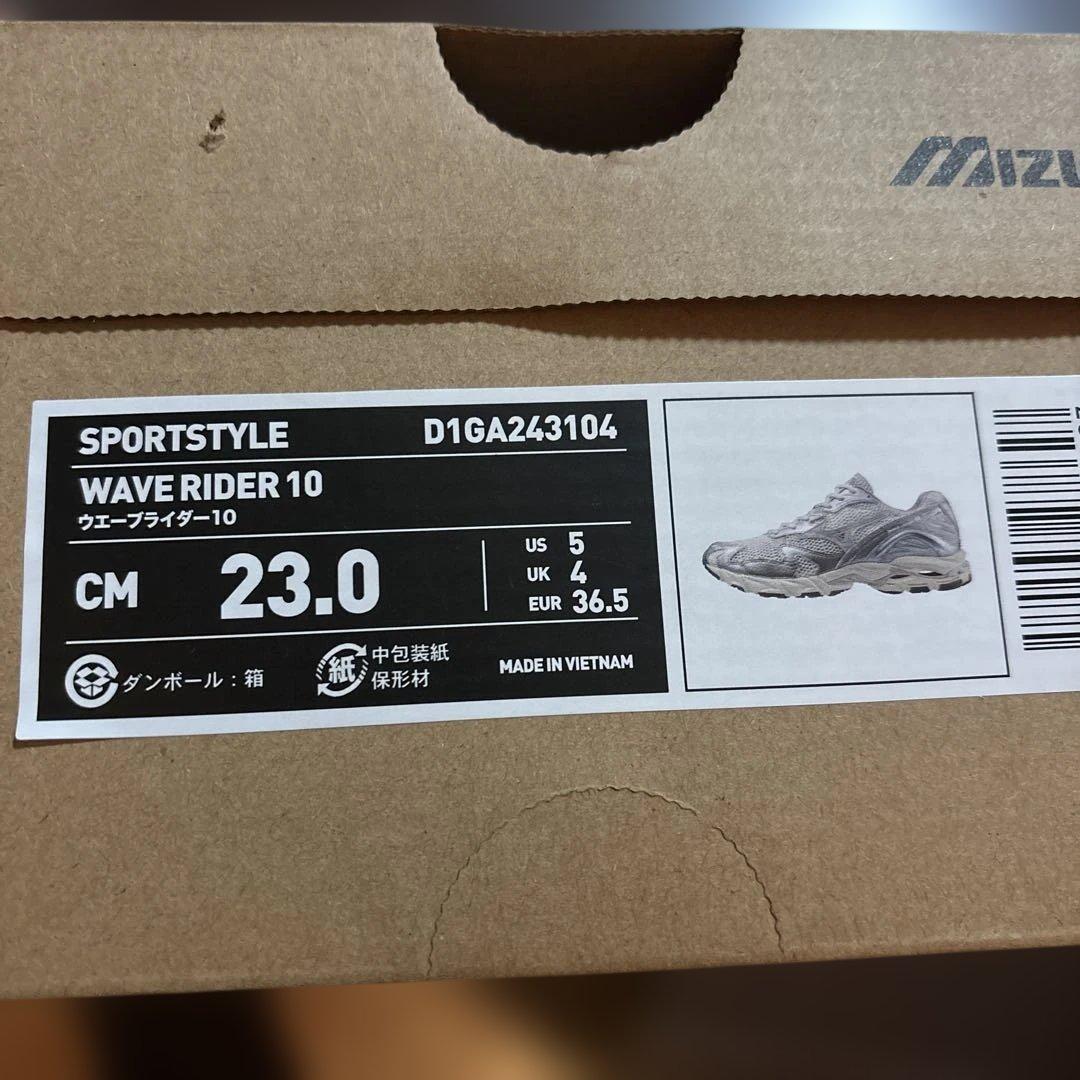 MIZU
SPORTSTYLE D1GA243104
WAVE RIDER 10
ウエーブライダー10
CM 23.0
US 5
UK 4
EUR 36.5
ダンボール：箱
紙 中包装紙
保形材
MADE IN VIETNAM